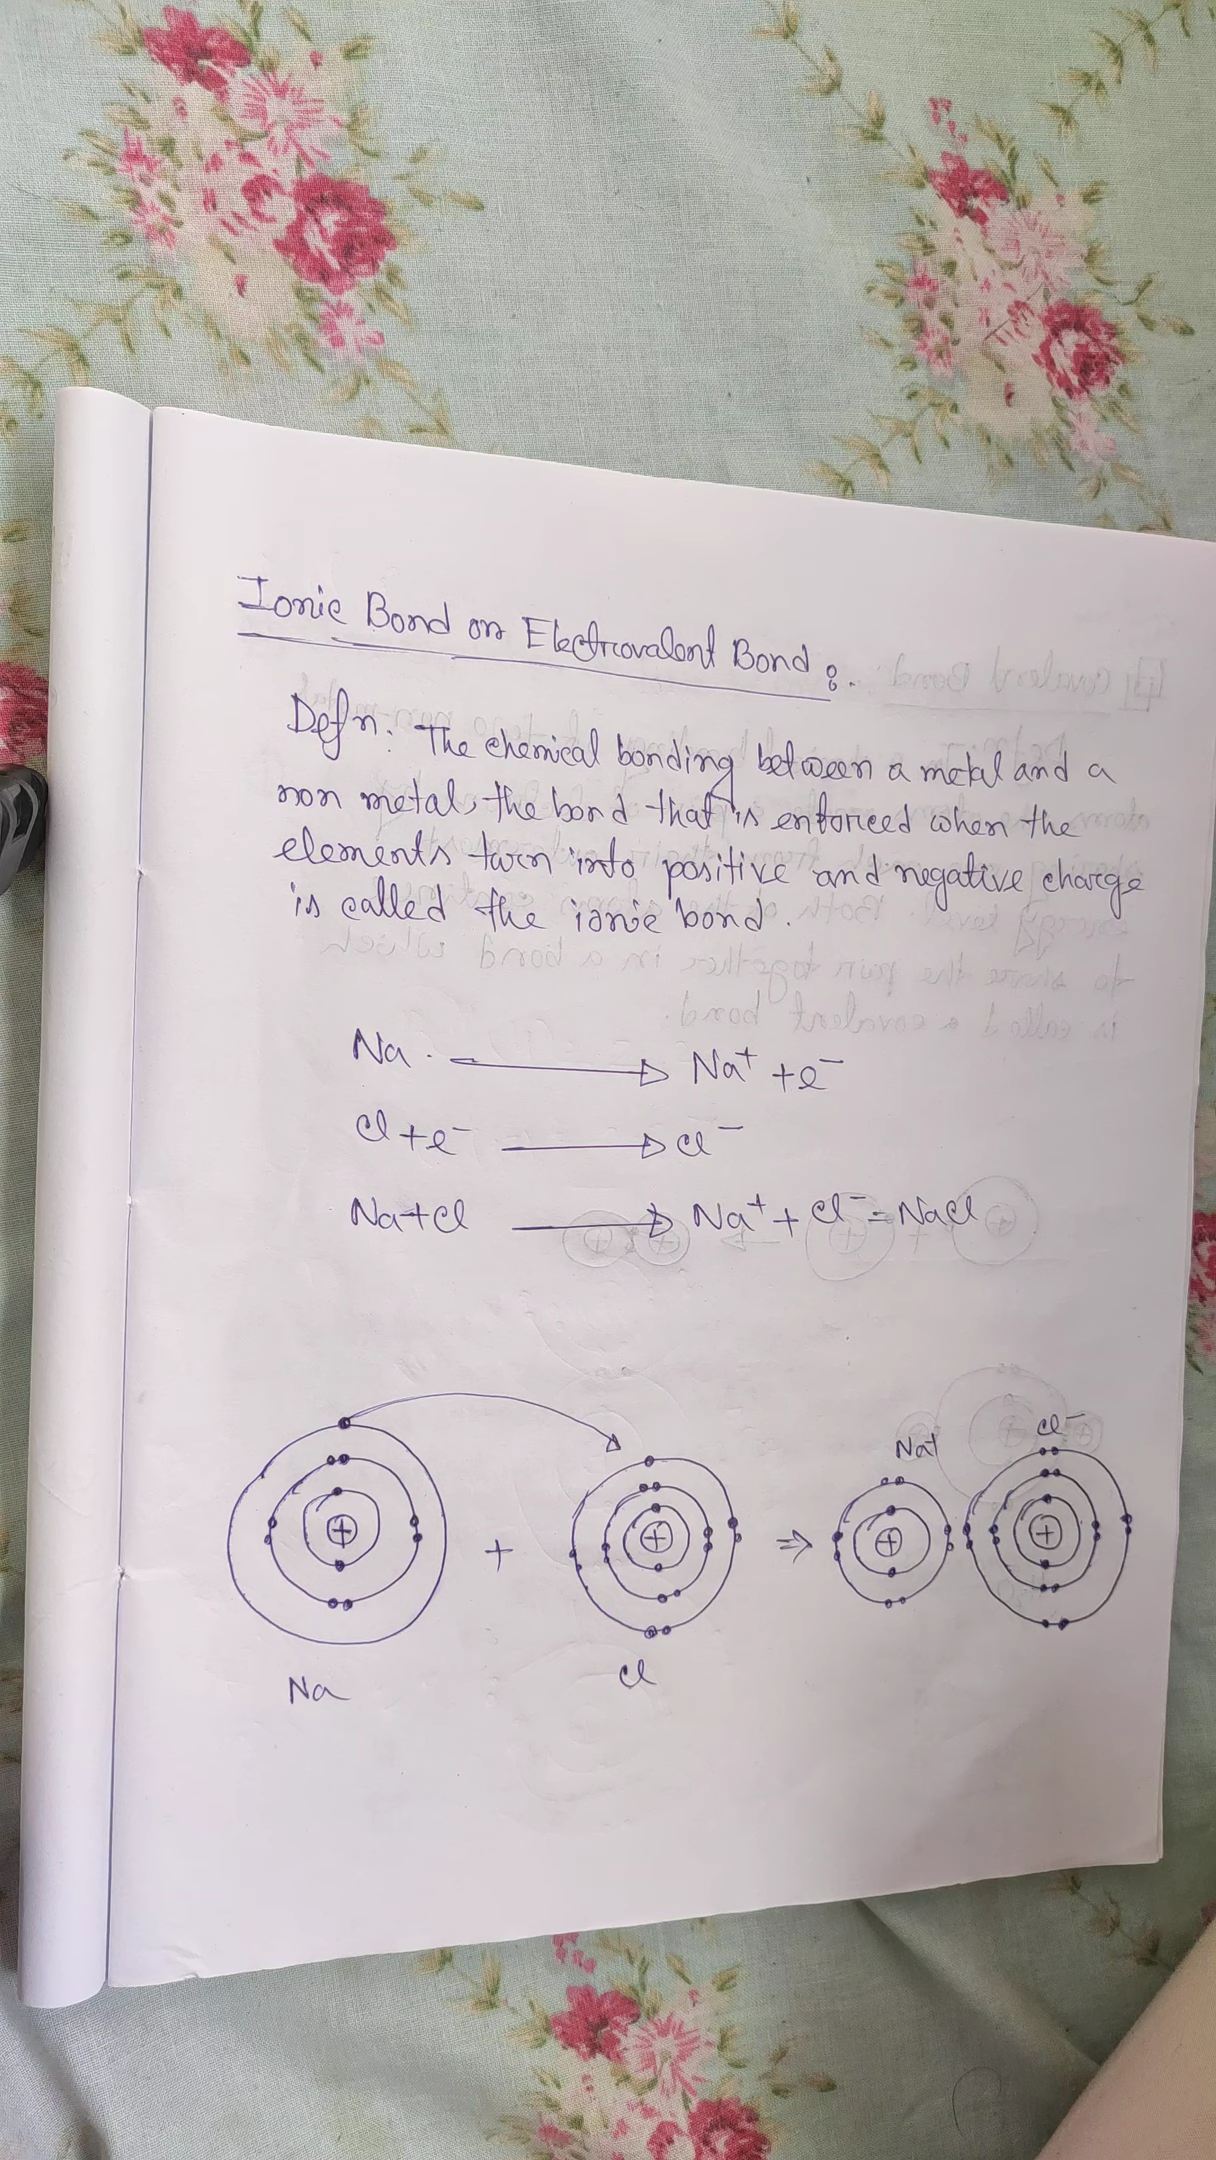 Ionic Bond or Electrovalent Bond :.
Defn: The chemical bonding between a metal and a
non metal, the bond that is enforced when the
elements turn into positive and negative charge
is called the ionic bond.
Na. → Na⁺ + e⁻
Cl + e⁻ → Cl⁻
Na + Cl → Na⁺ + Cl⁻ = NaCl
Na⁺ Cl⁻
+ + ⇒ + +
+
Na Cl